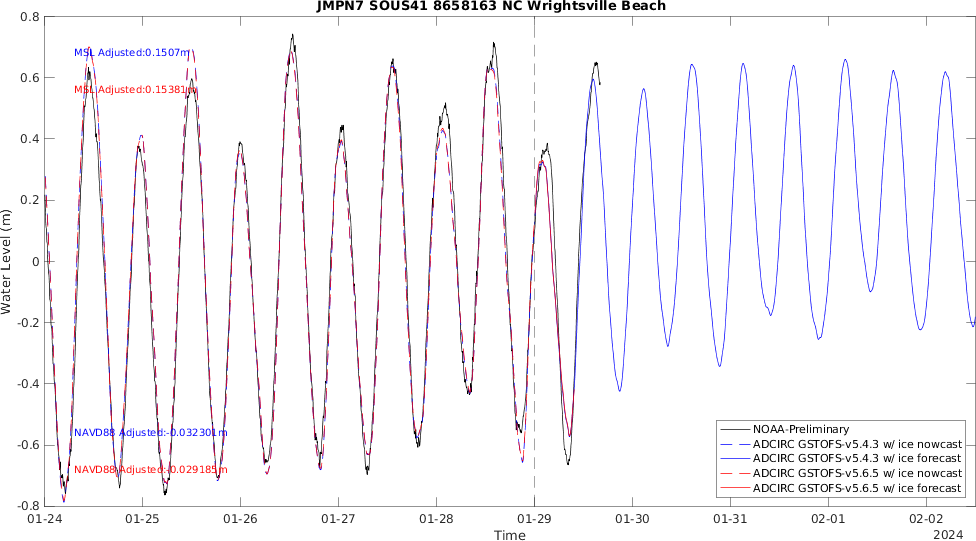 JMPN7 SOUS41 8658163 NC Wrightsville Beach
0.8
0.6
0.4
0.2
0
-0.2
-0.4
-0.6
-0.8
Water Level (m)
MSL Adjusted:0.1507m
MSL Adjusted:0.15381m
NAVD88 Adjusted:-0.032301m
NAVD88 Adjusted:-0.029185m
NOAA-Preliminary
ADCIRC GSTOFS-v5.4.3 w/ ice nowcast
ADCIRC GSTOFS-v5.4.3 w/ ice forecast
ADCIRC GSTOFS-v5.6.5 w/ ice nowcast
ADCIRC GSTOFS-v5.6.5 w/ ice forecast
01-24 01-25 01-26 01-27 01-28 01-29 01-30 01-31 02-01 02-02
Time
2024